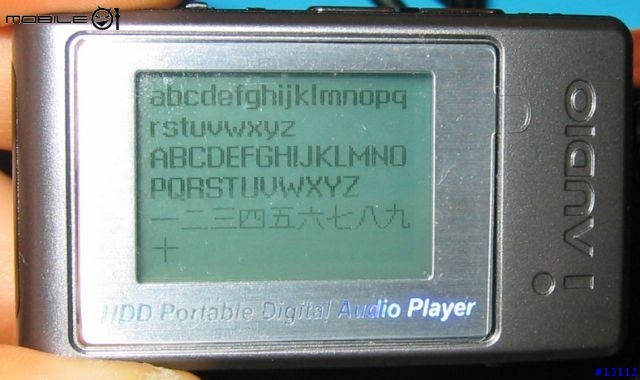 MOBILE01
abcdefghijklmnopq
rstuvwxyz
ABCDEFGHIJKLMNO
PQRSTUVWXYZ
一二三四五六七八九
十
HDD Portable Digital Audio Player
i AUDIO
#13112